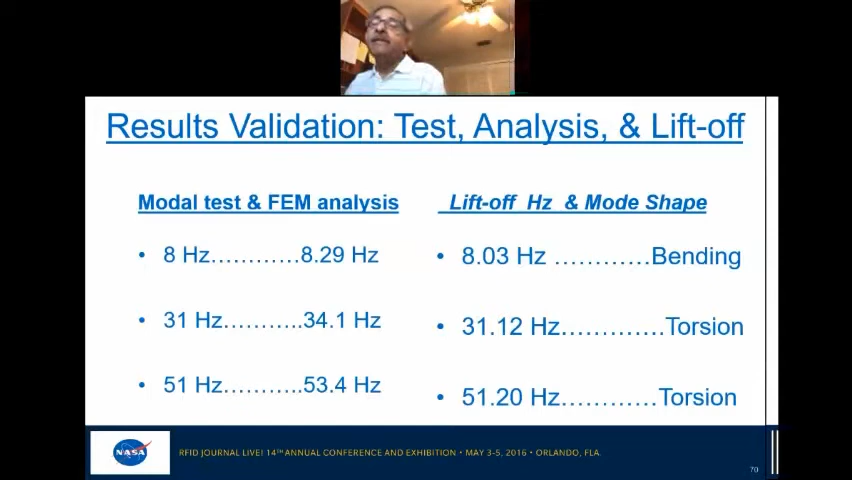 Results Validation: Test, Analysis, & Lift-off
Modal test & FEM analysis
• 8 Hz…………8.29 Hz
• 31 Hz………..34.1 Hz
• 51 Hz………..53.4 Hz
Lift-off Hz & Mode Shape
• 8.03 Hz …………Bending
• 31.12 Hz………….Torsion
• 51.20 Hz…………Torsion
NASA
RFID JOURNAL LIVE! 14TH ANNUAL CONFERENCE AND EXHIBITION • MAY 3-5, 2016 • ORLANDO, FLA.
70